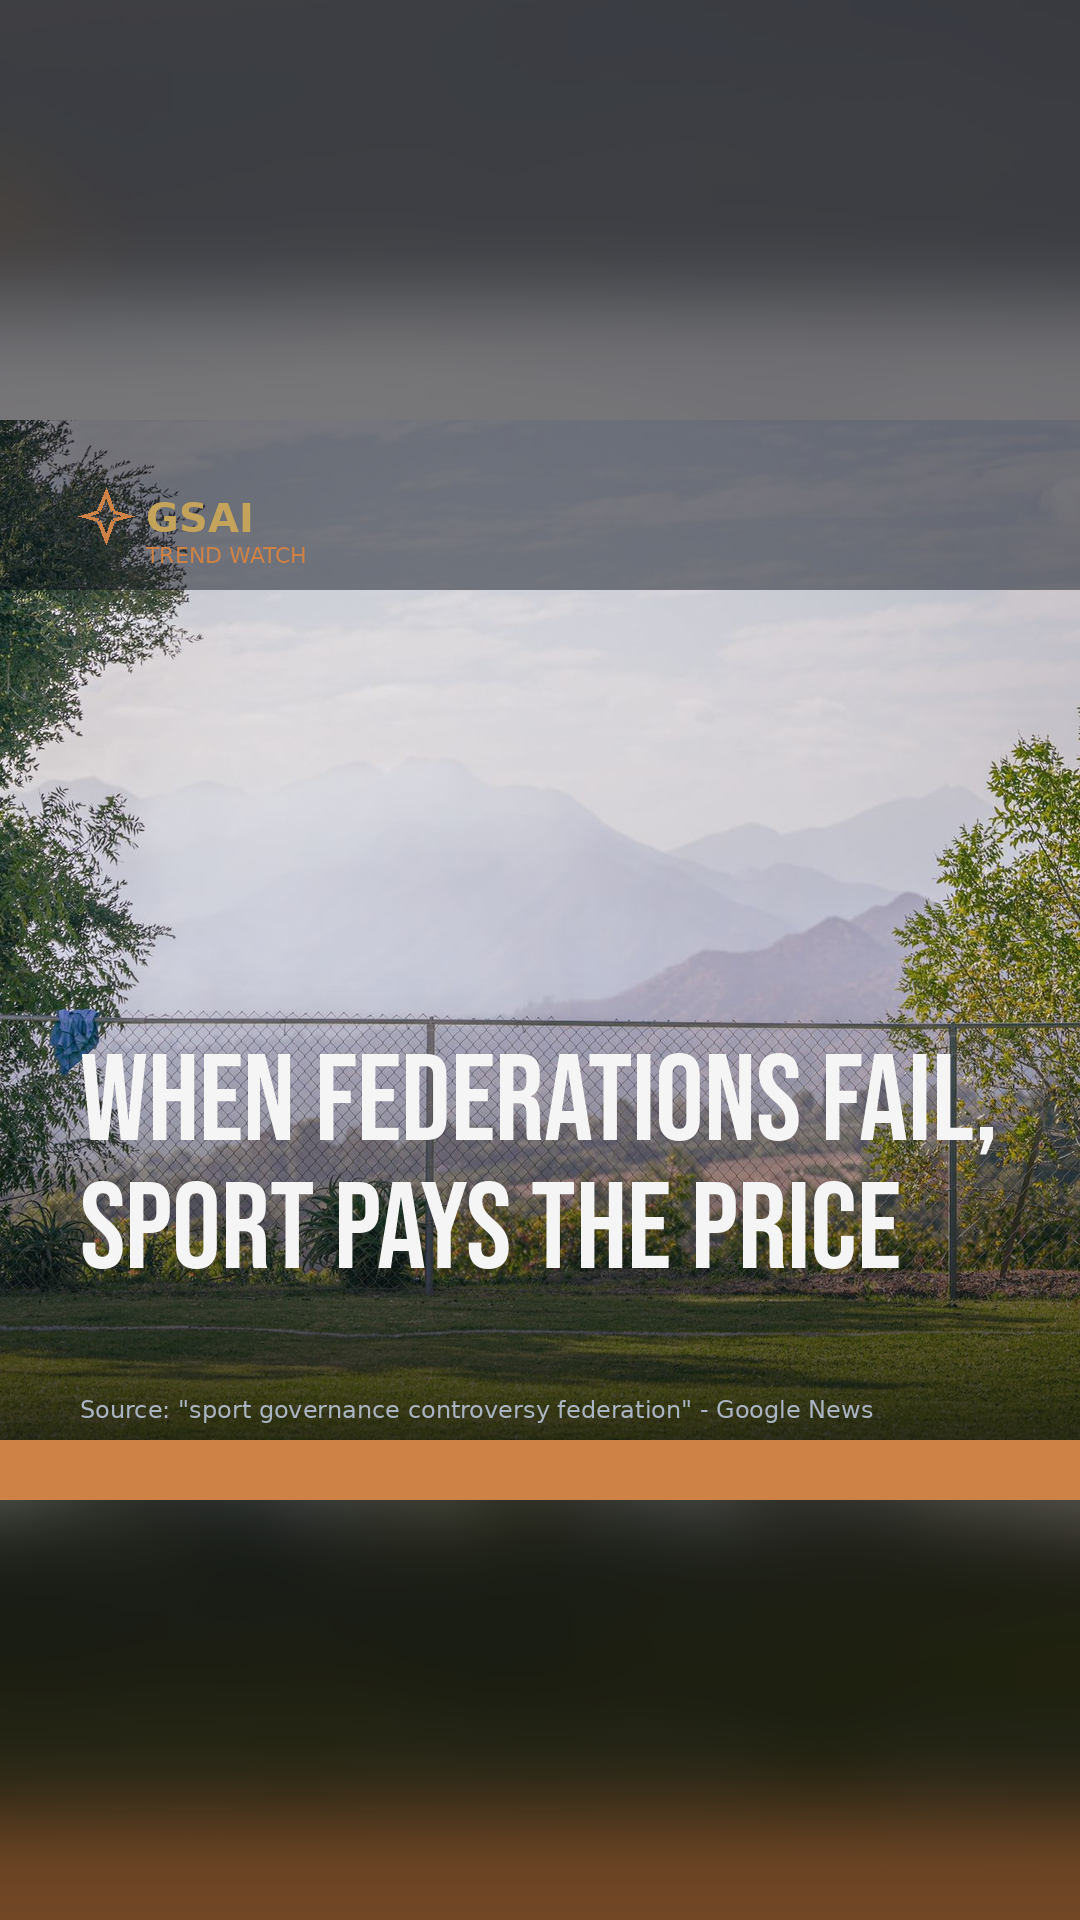 GSAI
TREND WATCH
WHEN FEDERATIONS FAIL,
SPORT PAYS THE PRICE
Source: "sport governance controversy federation" - Google News